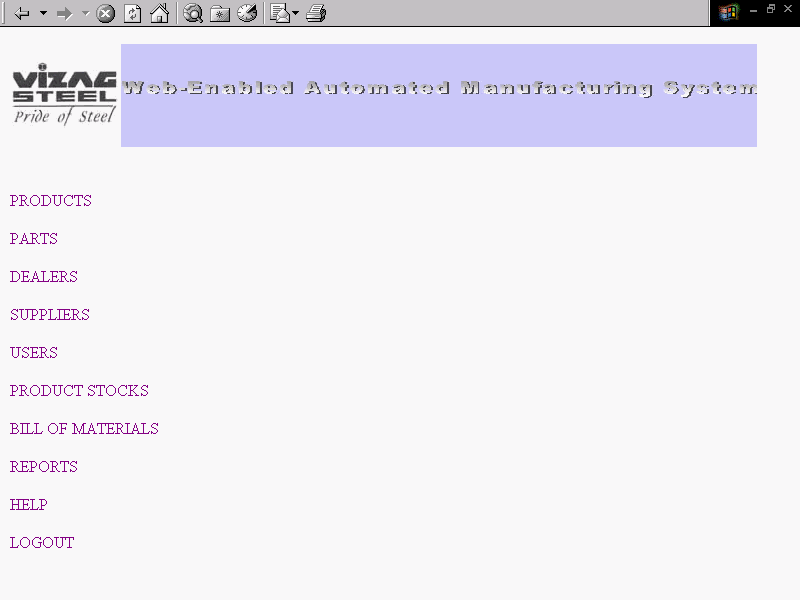 VIZAG
STEEL
Pride of Steel
Web-Enabled Automated Manufacturing System
PRODUCTS
PARTS
DEALERS
SUPPLIERS
USERS
PRODUCT STOCKS
BILL OF MATERIALS
REPORTS
HELP
LOGOUT